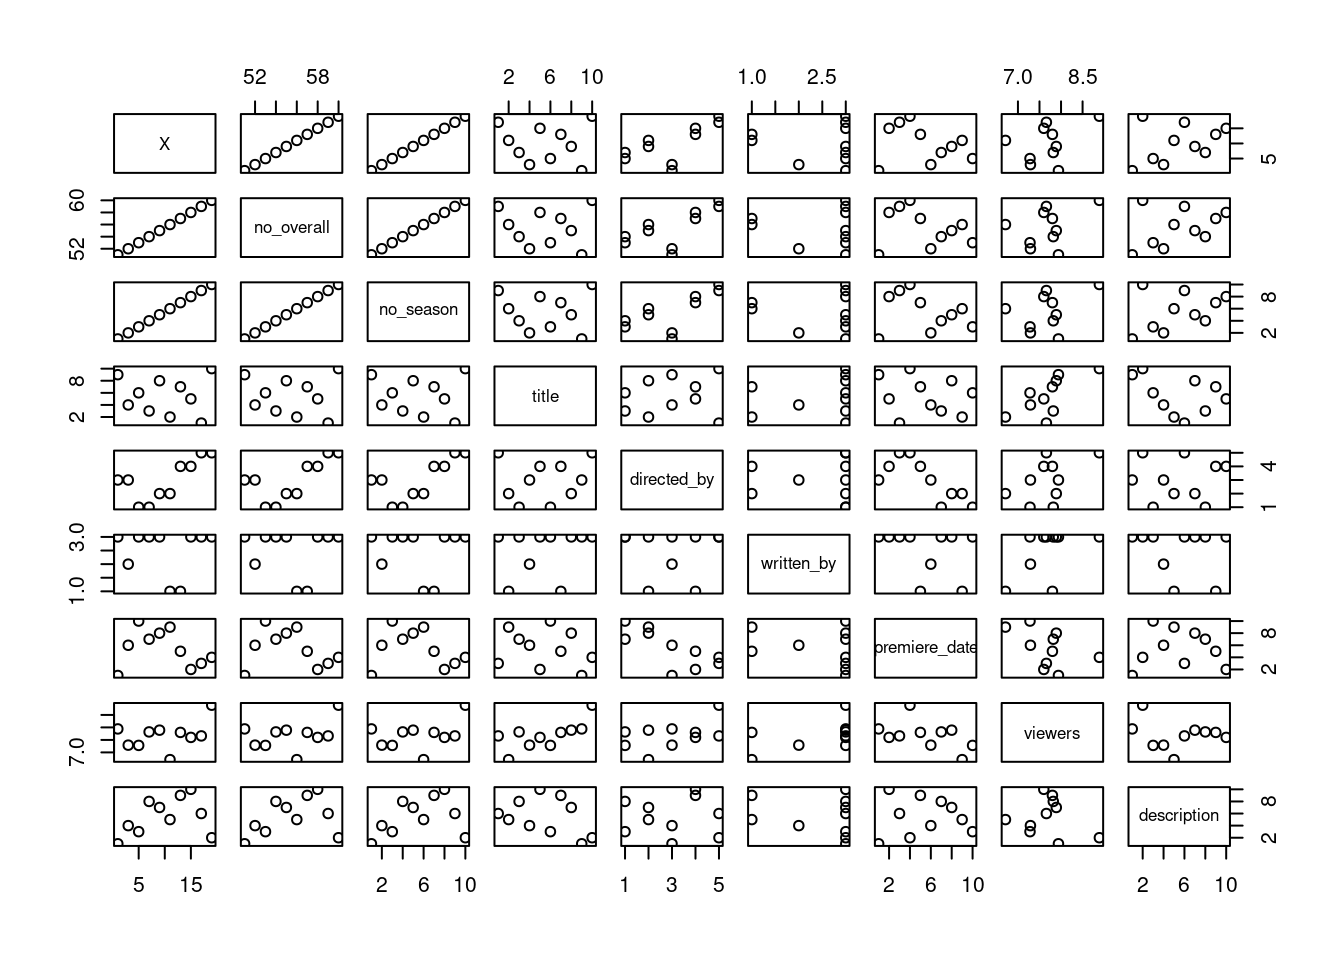 52 58 2 6 10 1.0 2.5 7.0 8.5
X 5
52 60 no_overall
no_season 2 8
2 8 title
directed_by 1 4
1.0 3.0 written_by
premiere_date 2 8
7.0 viewers
description 2 8
5 15 2 6 10 1 3 5 2 6 10 2 6 10